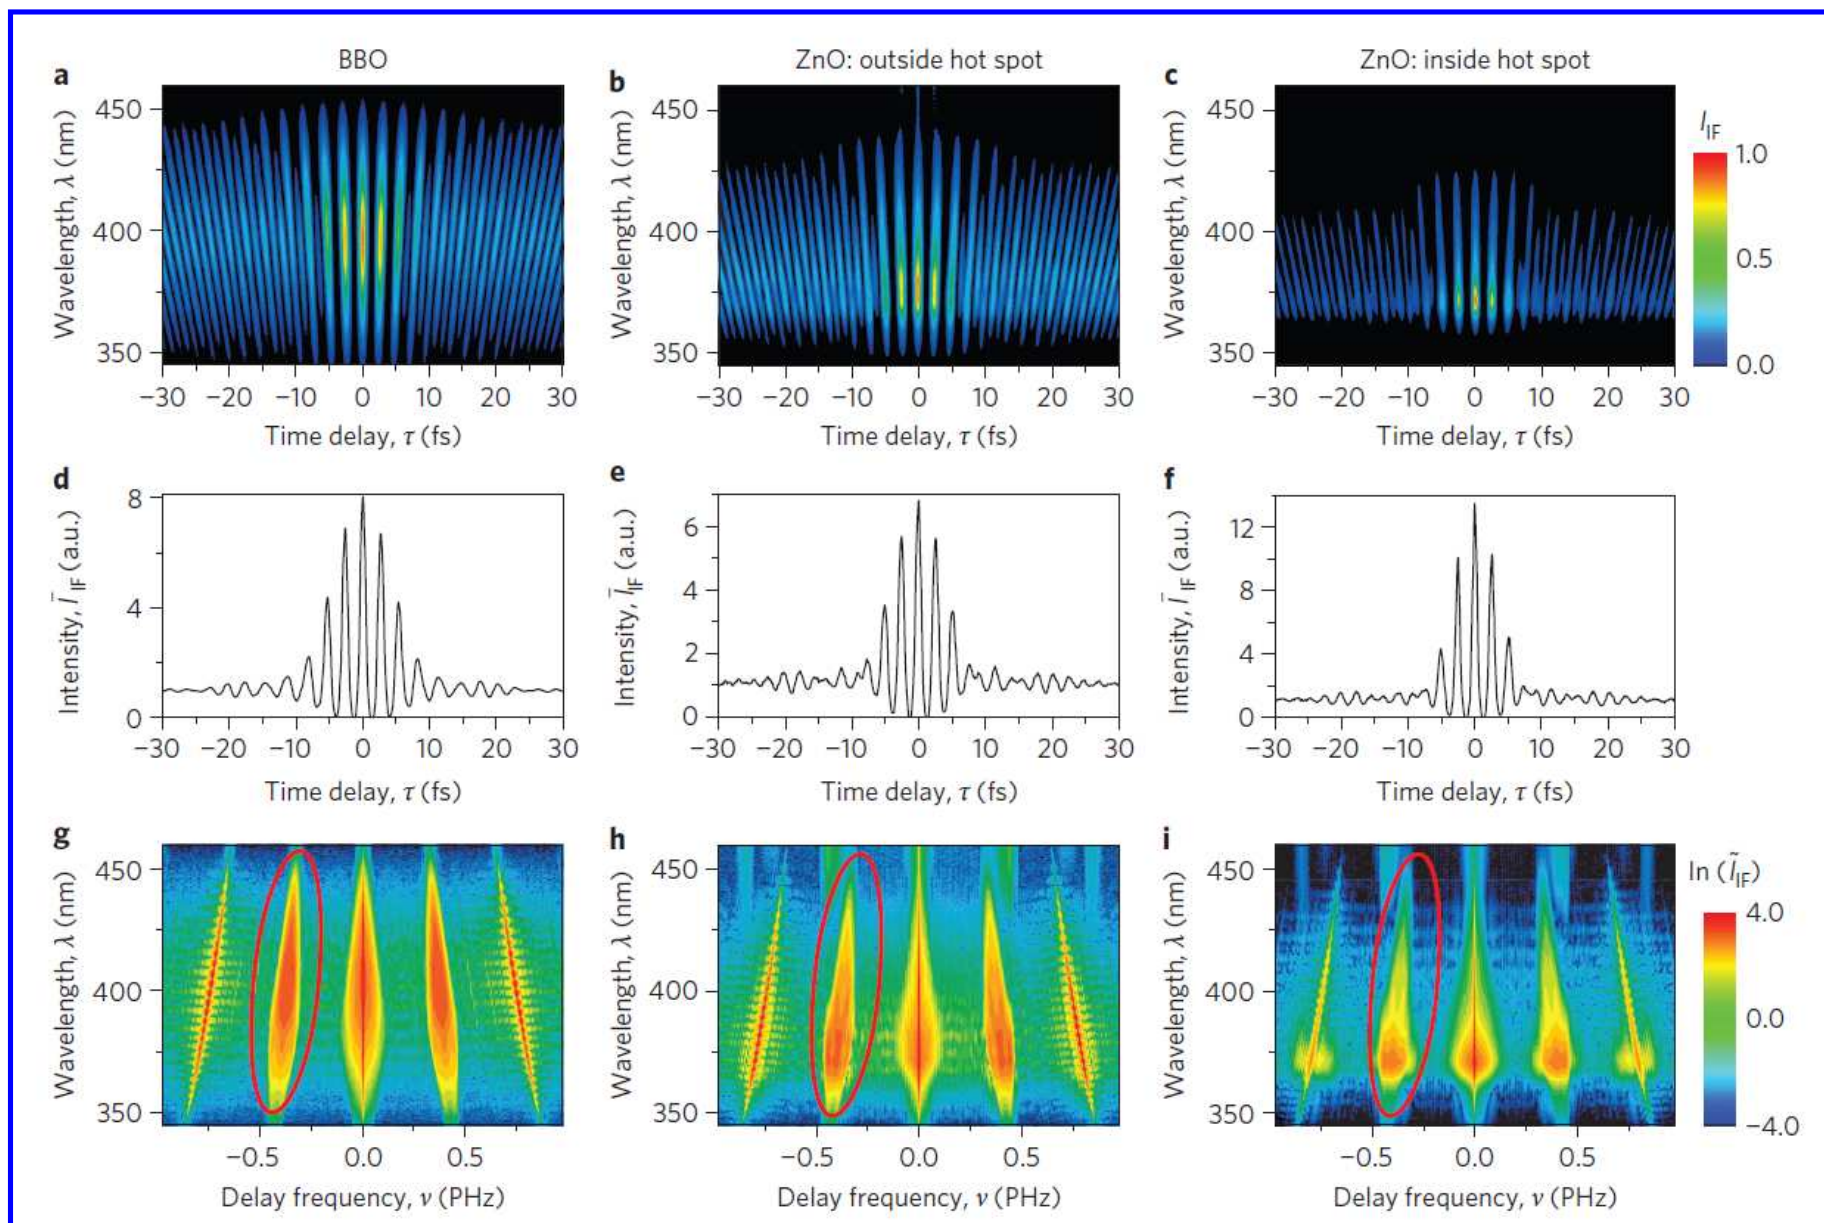 BBO
ZnO: outside hot spot
ZnO: inside hot spot
a
b
c
Wavelength, λ (nm)
450
400
350
−30 −20 −10 0 10 20 30
Time delay, τ (fs)
Wavelength, λ (nm)
450
400
350
−30 −20 −10 0 10 20 30
Time delay, τ (fs)
Wavelength, λ (nm)
450
400
350
−30 −20 −10 0 10 20 30
Time delay, τ (fs)
I_IF
1.0
0.5
0.0
d
e
f
Intensity, Ī_IF (a.u.)
8
4
0
−30 −20 −10 0 10 20 30
Time delay, τ (fs)
Intensity, Ī_IF (a.u.)
6
4
2
0
−30 −20 −10 0 10 20 30
Time delay, τ (fs)
Intensity, Ī_IF (a.u.)
12
8
4
0
−30 −20 −10 0 10 20 30
Time delay, τ (fs)
g
h
i
Wavelength, λ (nm)
450
400
350
−0.5 0.0 0.5
Delay frequency, ν (PHz)
Wavelength, λ (nm)
450
400
350
−0.5 0.0 0.5
Delay frequency, ν (PHz)
Wavelength, λ (nm)
450
400
350
−0.5 0.0 0.5
Delay frequency, ν (PHz)
ln (Ĩ_IF)
4.0
0.0
−4.0